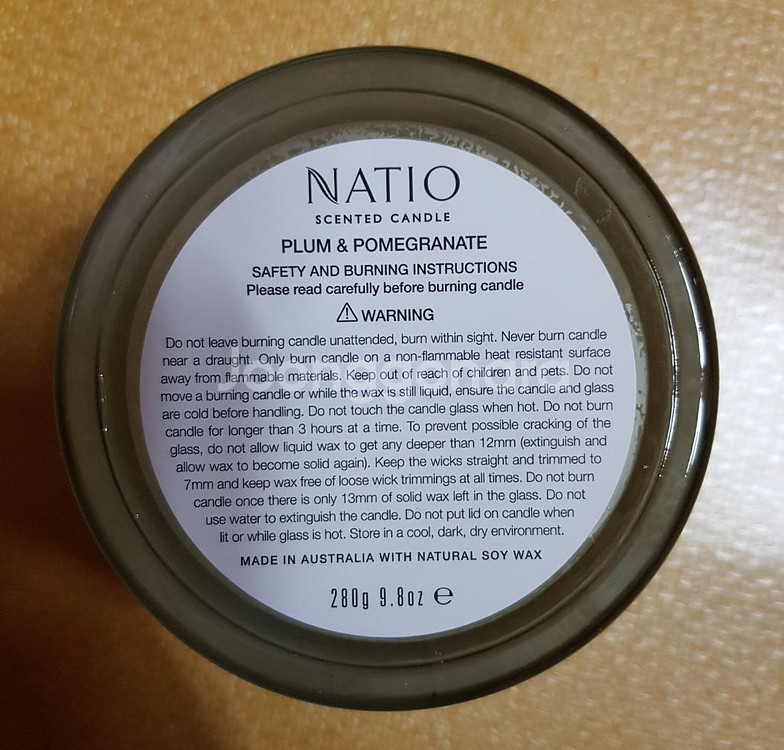 NATIO
SCENTED CANDLE
PLUM & POMEGRANATE
SAFETY AND BURNING INSTRUCTIONS
Please read carefully before burning candle
⚠ WARNING
Do not leave burning candle unattended, burn within sight. Never burn candle
near a draught. Only burn candle on a non-flammable heat resistant surface
away from flammable materials. Keep out of reach of children and pets. Do not
move a burning candle or while the wax is still liquid, ensure the candle and glass
are cold before handling. Do not touch the candle glass when hot. Do not burn
candle for longer than 3 hours at a time. To prevent possible cracking of the
glass, do not allow liquid wax to get any deeper than 12mm (extinguish and
allow wax to become solid again). Keep the wicks straight and trimmed to
7mm and keep wax free of loose wick trimmings at all times. Do not burn
candle once there is only 13mm of solid wax left in the glass. Do not
use water to extinguish the candle. Do not put lid on candle when
lit or while glass is hot. Store in a cool, dark, dry environment.
MADE IN AUSTRALIA WITH NATURAL SOY WAX
280g 9.8oz ℮
Joonggonara